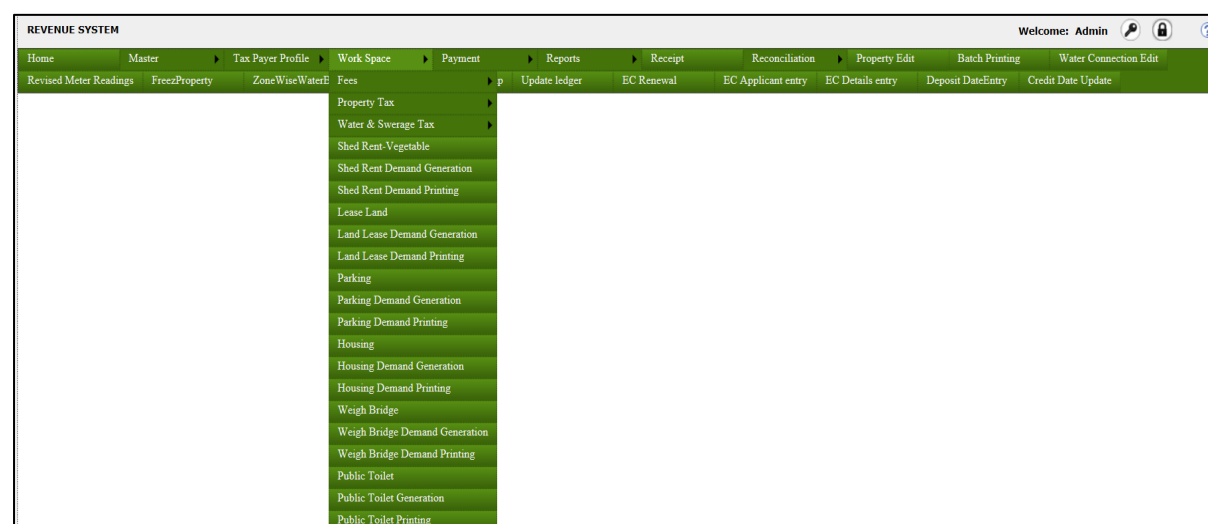 REVENUE SYSTEM Welcome: Admin
Home Master Tax Payer Profile Work Space Payment Reports Receipt Reconciliation Property Edit Batch Printing Water Connection Edit
Revised Meter Readings FreezProperty Fees Update ledger EC Renewal EC Applicant entry EC Details entry Deposit DateEntry Credit Date Update
Property Tax
Water & Swerage Tax
Shed Rent-Vegetable
Shed Rent Demand Generation
Shed Rent Demand Printing
Lease Land
Land Lease Demand Generation
Land Lease Demand Printing
Parking
Parking Demand Generation
Parking Demand Printing
Housing
Housing Demand Generation
Housing Demand Printing
Weigh Bridge
Weigh Bridge Demand Generation
Weigh Bridge Demand Printing
Public Toilet
Public Toilet Generation
Public Toilet Printing